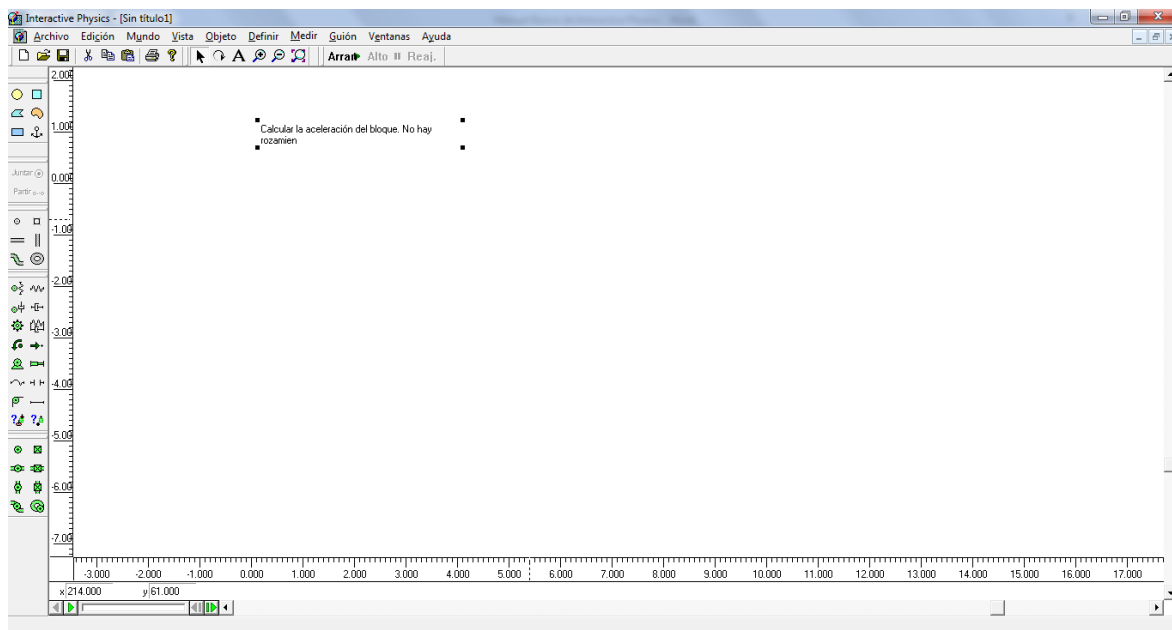 Interactive Physics - [Sin título1]
Archivo Edición Mundo Vista Objeto Definir Medir Guión Ventanas Ayuda
Arran Alto Reaj.
2.000
1.000
Calcular la aceleración del bloque. No hay
rozamien
Juntar
0.000
Partir
-1.000
-2.000
-3.000
-4.000
-5.000
-6.000
-7.000
-3.000 -2.000 -1.000 0.000 1.000 2.000 3.000 4.000 5.000 6.000 7.000 8.000 9.000 10.000 11.000 12.000 13.000 14.000 15.000 16.000 17.000
x 214.000 y 61.000